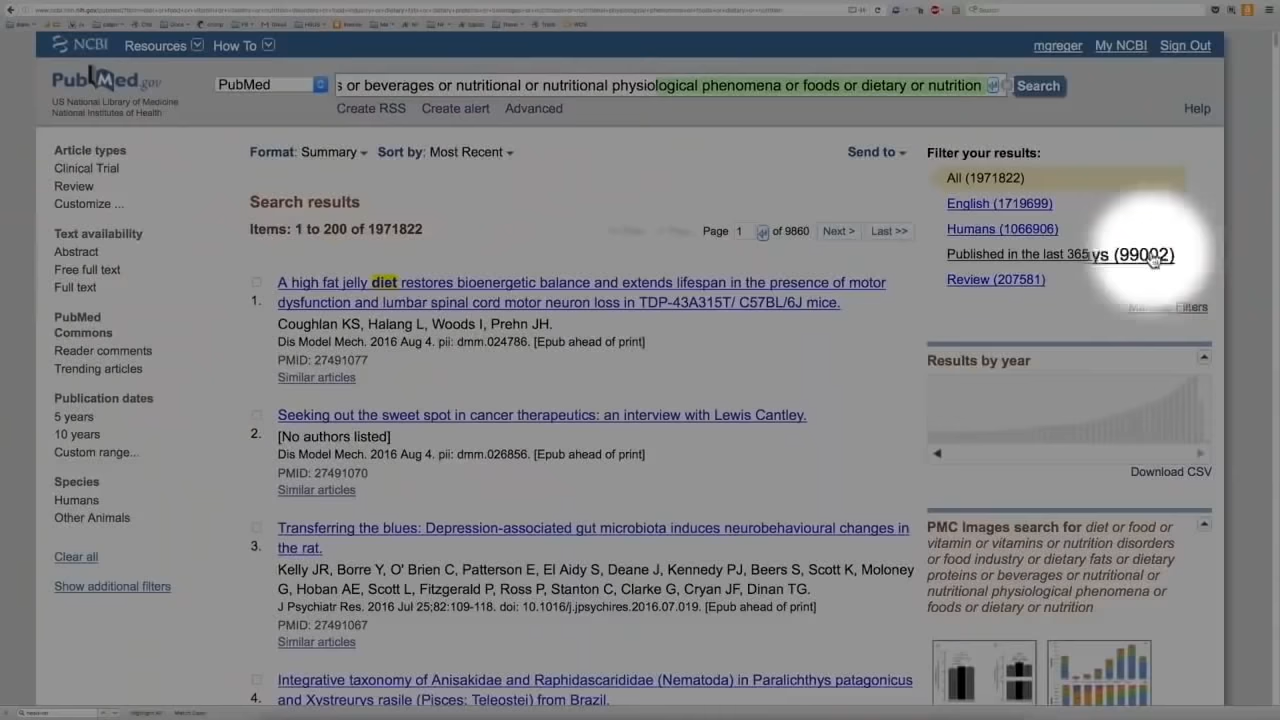 NCBI Resources How To mgreger My NCBI Sign Out
PubMed.gov
US National Library of Medicine
National Institutes of Health
PubMed
s or beverages or nutritional or nutritional physiological phenomena or foods or dietary or nutrition
Search
Create RSS Create alert Advanced
Help
Article types
Clinical Trial
Review
Customize ...
Text availability
Abstract
Free full text
Full text
PubMed
Commons
Reader comments
Trending articles
Publication dates
5 years
10 years
Custom range...
Species
Humans
Other Animals
Clear all
Show additional filters
Format: Summary Sort by: Most Recent
Send to
Search results
Items: 1 to 200 of 1971822
Page 1 of 9860 Next > Last >>
1. A high fat jelly diet restores bioenergetic balance and extends lifespan in the presence of motor
dysfunction and lumbar spinal cord motor neuron loss in TDP-43A315T/ C57BL/6J mice.
Coughlan KS, Halang L, Woods I, Prehn JH.
Dis Model Mech. 2016 Aug 4. pii: dmm.024786. [Epub ahead of print]
PMID: 27491077
Similar articles
2. Seeking out the sweet spot in cancer therapeutics: an interview with Lewis Cantley.
[No authors listed]
Dis Model Mech. 2016 Aug 4. pii: dmm.026856. [Epub ahead of print]
PMID: 27491070
Similar articles
3. Transferring the blues: Depression-associated gut microbiota induces neurobehavioural changes in
the rat.
Kelly JR, Borre Y, O' Brien C, Patterson E, El Aidy S, Deane J, Kennedy PJ, Beers S, Scott K, Moloney
G, Hoban AE, Scott L, Fitzgerald P, Ross P, Stanton C, Clarke G, Cryan JF, Dinan TG.
J Psychiatr Res. 2016 Jul 25;82:109-118. doi: 10.1016/j.jpsychires.2016.07.019. [Epub ahead of print]
PMID: 27491067
Similar articles
4. Integrative taxonomy of Anisakidae and Raphidascarididae (Nematoda) in Paralichthys patagonicus
and Xystreurys rasile (Pisces: Teleostei) from Brazil.
Filter your results:
All (1971822)
English (1719699)
Humans (1066906)
Published in the last 365 ys (99002)
Review (207581)
Filters
Results by year
Download CSV
PMC Images search for diet or food or
vitamin or vitamins or nutrition disorders
or food industry or dietary fats or dietary
proteins or beverages or nutritional or
nutritional physiological phenomena or
foods or dietary or nutrition